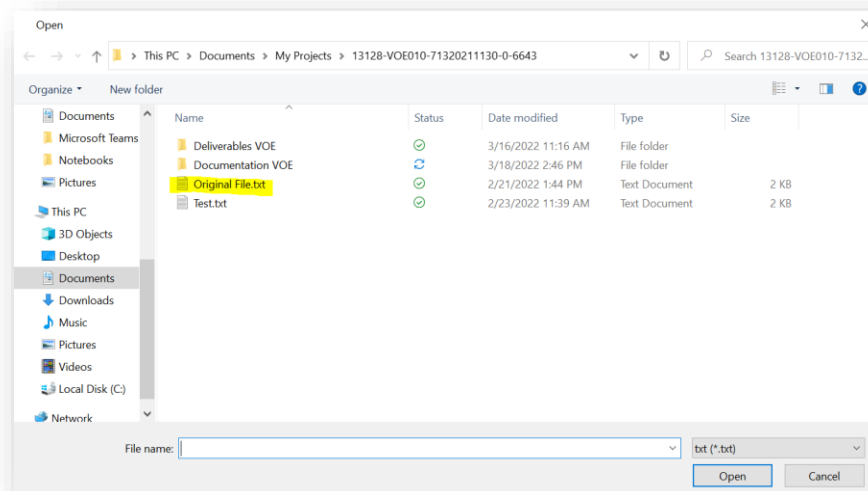 Open
This PC > Documents > My Projects > 13128-VOE010-71320211130-0-6643
Search 13128-VOE010-7132...
Organize
New folder
Documents
Microsoft Teams
Notebooks
Pictures
This PC
3D Objects
Desktop
Documents
Downloads
Music
Pictures
Videos
Local Disk (C:)
Network
Name Status Date modified Type Size
Deliverables VOE 3/16/2022 11:16 AM File folder
Documentation VOE 3/18/2022 2:46 PM File folder
Original File.txt 2/21/2022 1:44 PM Text Document 2 KB
Test.txt 2/23/2022 11:39 AM Text Document 2 KB
File name:
txt (*.txt)
Open
Cancel